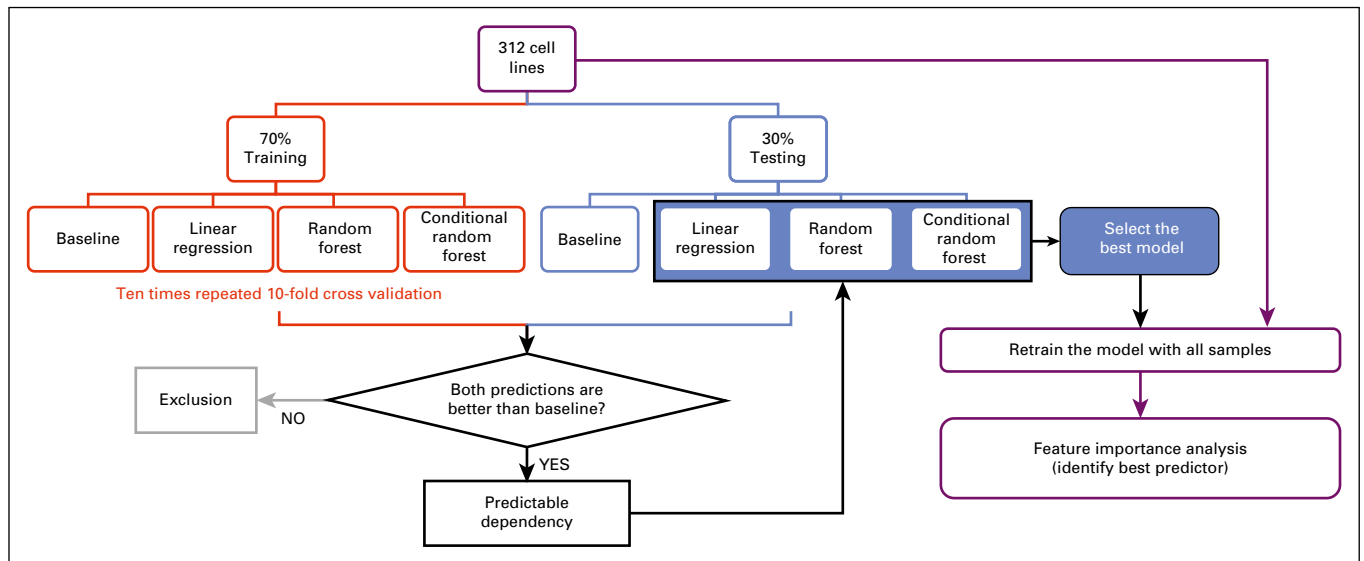 312 cell
lines
70%
Training
30%
Testing
Baseline
Linear
regression
Random
forest
Conditional
random
forest
Baseline
Linear
regression
Random
forest
Conditional
random
forest
Select the
best model
Ten times repeated 10-fold cross validation
Retrain the model with all samples
Exclusion
NO
Both predictions are
better than baseline?
YES
Predictable
dependency
Feature importance analysis
(identify best predictor)